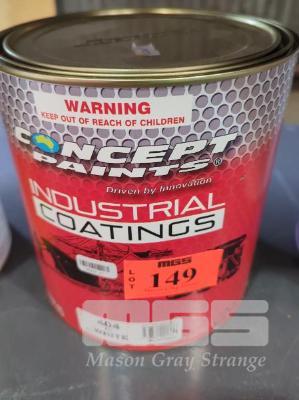 WARNING
KEEP OUT OF REACH OF CHILDREN
CONCEPT
PAINTS®
Driven by Innovation
INDUSTRIAL
COATINGS
MGS
LOT 149
404
WHITE
MGS
Mason Gray Strange